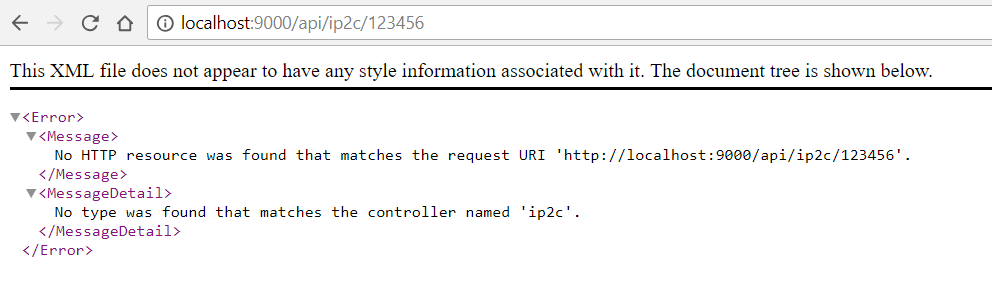 localhost:9000/api/ip2c/123456
This XML file does not appear to have any style information associated with it. The document tree is shown below.
<Error>
<Message>
No HTTP resource was found that matches the request URI 'http://localhost:9000/api/ip2c/123456'.
</Message>
<MessageDetail>
No type was found that matches the controller named 'ip2c'.
</MessageDetail>
</Error>